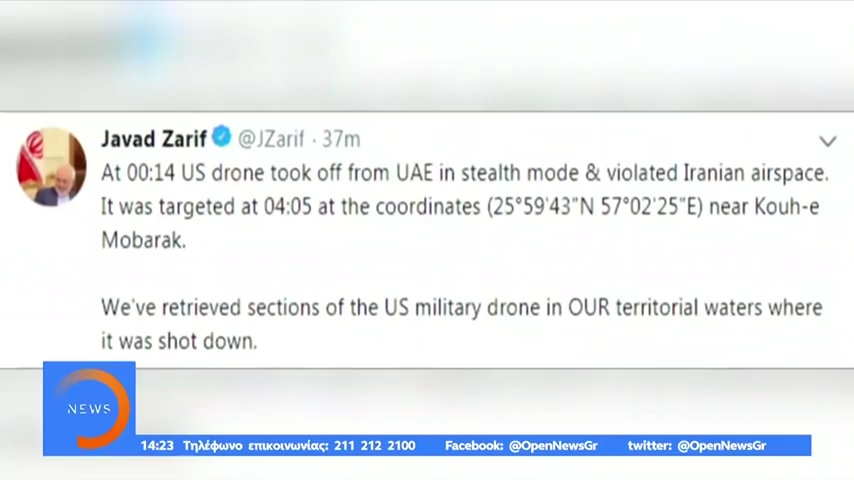 Javad Zarif @JZarif · 37m
At 00:14 US drone took off from UAE in stealth mode & violated Iranian airspace.
It was targeted at 04:05 at the coordinates (25°59'43"N 57°02'25"E) near Kouh-e
Mobarak.
We've retrieved sections of the US military drone in OUR territorial waters where
it was shot down.
NEWS
14:23 Τηλέφωνο επικοινωνίας: 211 212 2100 Facebook: @OpenNewsGr twitter: @OpenNewsGr